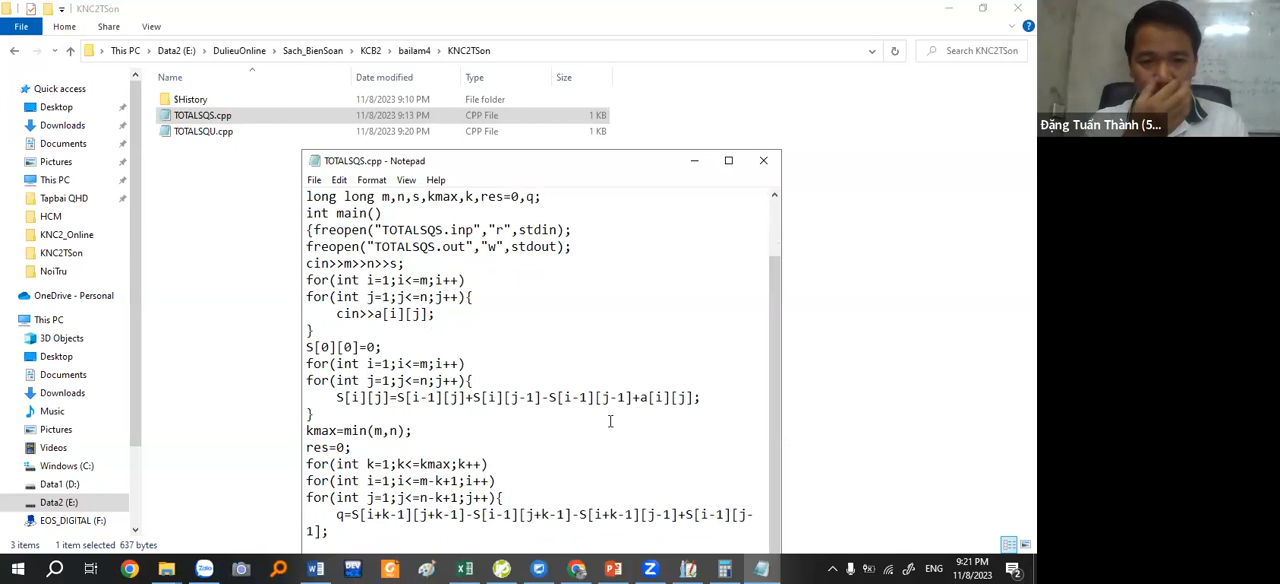 KNC2TSon
File
Home
Share
View
This PC
Data2 (E:)
DulieuOnline
Sach_BienSoan
KCB2
bailam4
KNC2TSon
Search KNC2TSon
Name
Date modified
Type
Size
$History
11/8/2023 9:10 PM
File folder
TOTALSQS.cpp
11/8/2023 9:13 PM
CPP File
1 KB
TOTALSQU.cpp
11/8/2023 9:20 PM
CPP File
1 KB
Quick access
Desktop
Downloads
Documents
Pictures
This PC
Tapbai QHD
HCM
KNC2_Online
KNC2TSon
NoiTru
OneDrive - Personal
This PC
3D Objects
Desktop
Documents
Downloads
Music
Pictures
Videos
Windows (C:)
Data1 (D:)
Data2 (E:)
EOS_DIGITAL (F:)
3 items
1 item selected 637 bytes
TOTALSQS.cpp - Notepad
File Edit Format View Help
long long m,n,s,kmax,k,res=0,q;
int main()
{freopen("TOTALSQS.inp","r",stdin);
freopen("TOTALSQS.out","w",stdout);
cin>>m>>n>>s;
for(int i=1;i<=m;i++)
for(int j=1;j<=n;j++){
cin>>a[i][j];
}
S[0][0]=0;
for(int i=1;i<=m;i++)
for(int j=1;j<=n;j++){
S[i][j]=S[i-1][j]+S[i][j-1]-S[i-1][j-1]+a[i][j];
}
kmax=min(m,n);
res=0;
for(int k=1;k<=kmax;k++)
for(int i=1;i<=m-k+1;i++)
for(int j=1;j<=n-k+1;j++){
q=S[i+k-1][j+k-1]-S[i-1][j+k-1]-S[i+k-1][j-1]+S[i-1][j-
1];
Đặng Tuấn Thành (5...
ENG
9:21 PM
11/8/2023
2